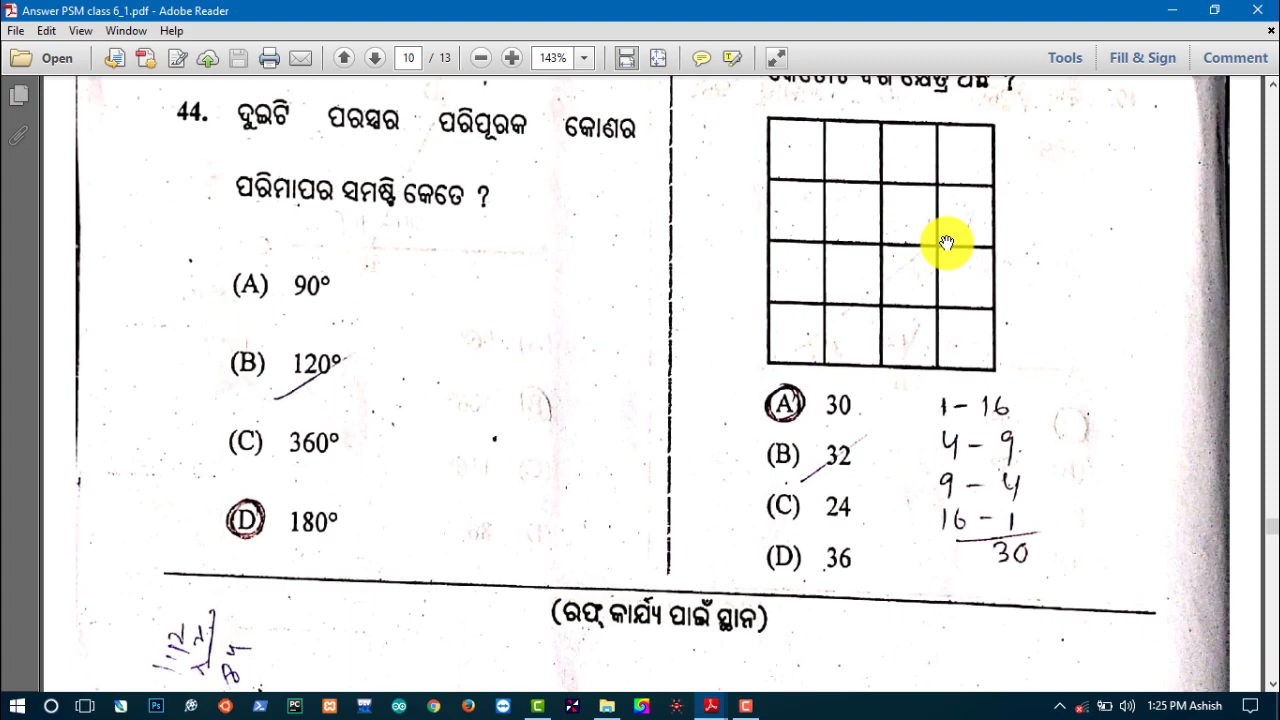 Answer PSM class 6_1.pdf - Adobe Reader
File Edit View Window Help
Open 10 / 13 143% Tools Fill & Sign Comment
44. ଦୁଇଟି ପରସ୍ପର ପରିପୂରକ କୋଣର
ପରିମାପର ସମଷ୍ଟି କେତେ ?
(A) 90°
(B) 120°
(C) 360°
(D) 180°
(A) 30
(B) 32
(C) 24
(D) 36
1 - 16
4 - 9
9 - 4
16 - 1
30
(ରଫ୍ କାର୍ଯ୍ୟ ପାଇଁ ସ୍ଥାନ)
1:25 PM Ashish